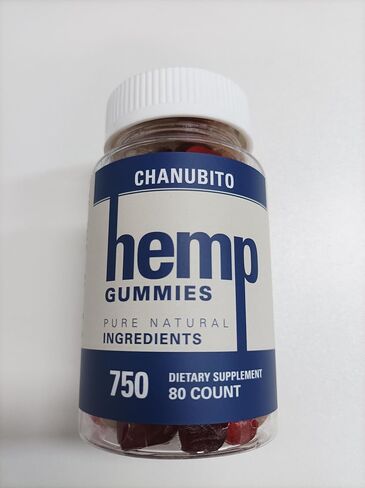 CHANUBITO
hemp
GUMMIES
PURE NATURAL
INGREDIENTS
750
DIETARY SUPPLEMENT
80 COUNT